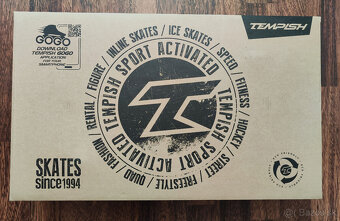 GOGO
DOWNLOAD
TEMPISH GOGO
APPLICATION
FOR YOUR
SMARTPHONE
TEMPISH
INLINE SKATES / ICE SKATES / SPEED / FITNESS / HOCKEY / STREET / FREESTYLE / QUAD / FASHION / RENTAL / FIGURE /
TEMPISH SPORT ACTIVATED
TEMPISH SPORT ACTIVATED
SKATES
SINCE 1994